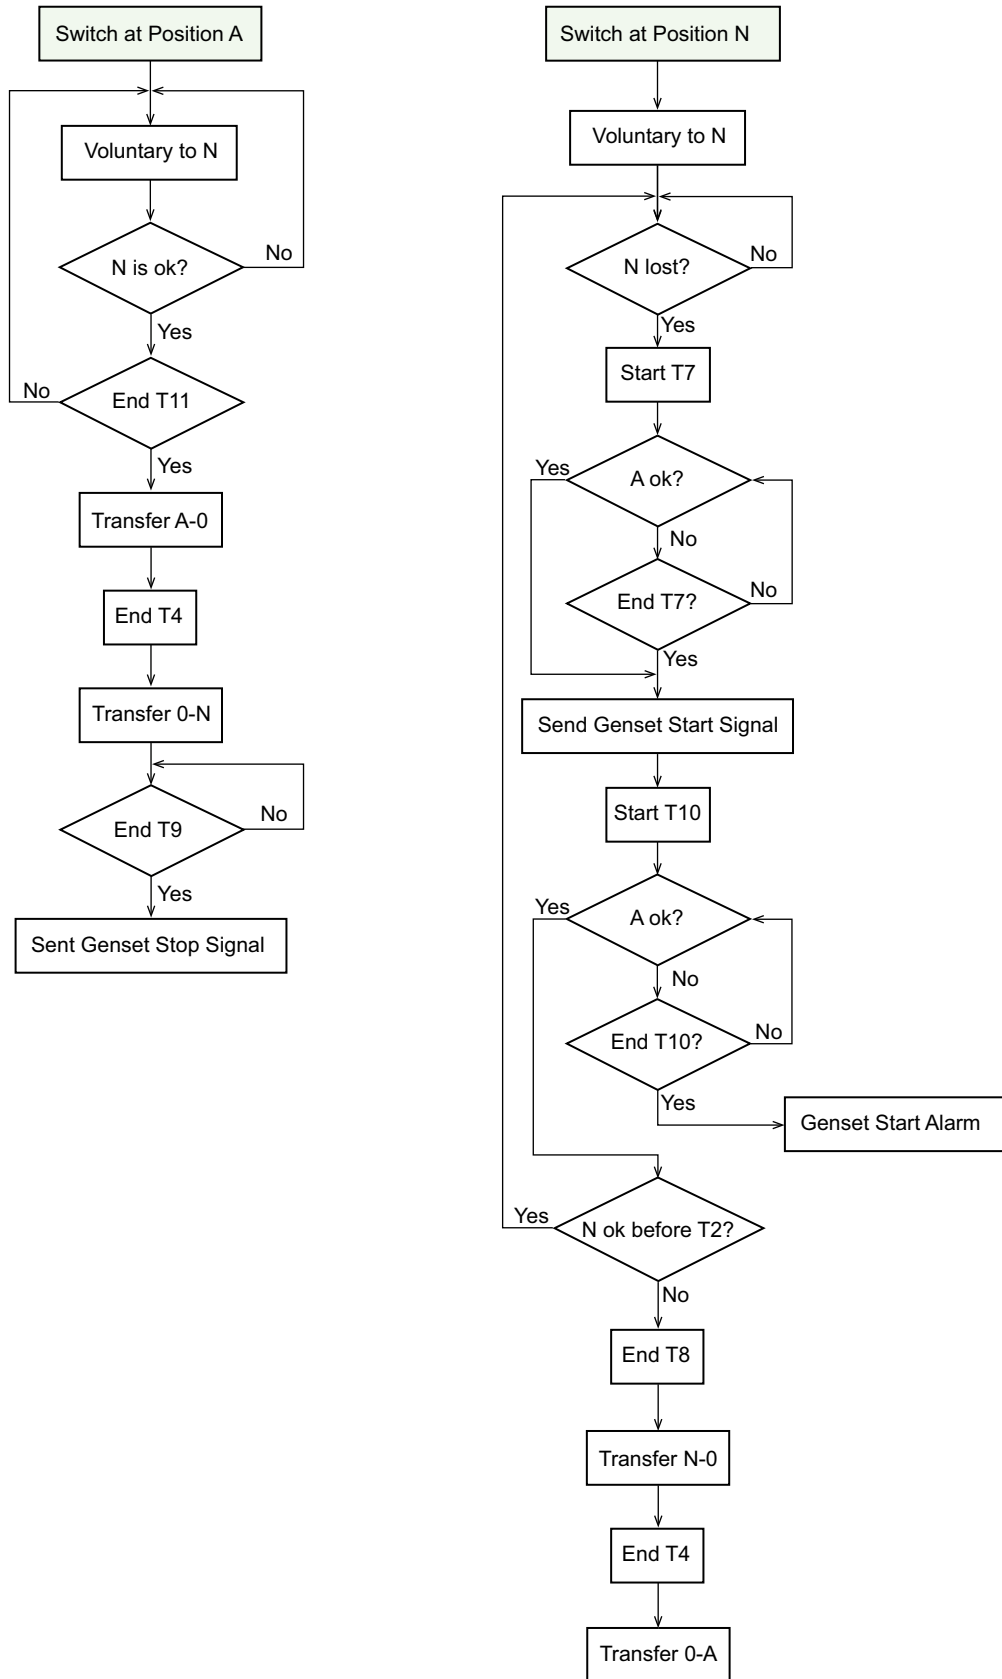 Switch at Position A
Voluntary to N
N is ok?
No
Yes
End T11
No
Yes
Transfer A-0
End T4
Transfer 0-N
End T9
No
Yes
Sent Genset Stop Signal
Switch at Position N
Voluntary to N
N lost?
No
Yes
Start T7
A ok?
Yes
No
End T7?
No
Yes
Send Genset Start Signal
Start T10
A ok?
Yes
No
End T10?
No
Yes
Genset Start Alarm
N ok before T2?
Yes
No
End T8
Transfer N-0
End T4
Transfer 0-A